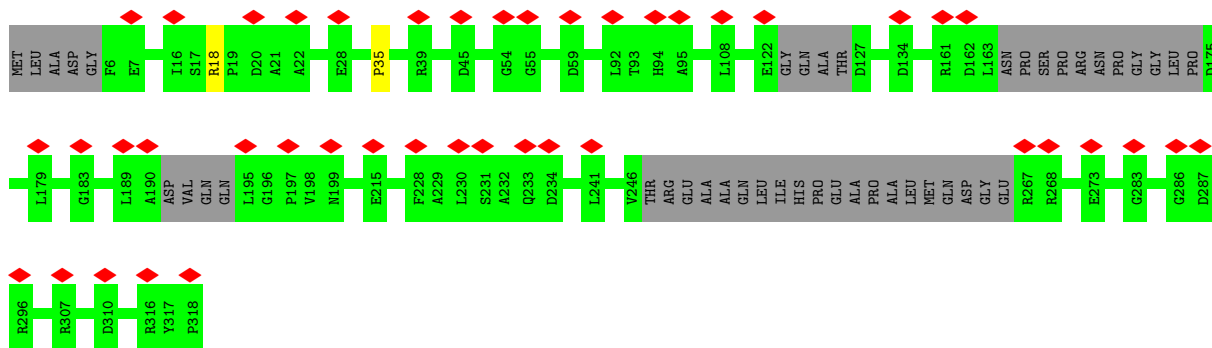 MET LEU ALA ASP GLY F6 E7 I16 S17 R18 P19 D20 A21 A22 E28 P35 R39 D45 G54 G55 D59 L92 T93 H94 A95 L108 E122 GLY GLN ALA THR D127 D134 R161 D162 L163 ASN PRO SER PRO ARG ASN PRO GLY GLY LEU PRO D175
L179 G183 L189 A190 ASP VAL GLN GLN L195 G196 P197 V198 N199 E215 F228 A229 L230 S231 A232 Q233 D234 L241 V246 THR ARG GLU ALA ALA GLN LEU ILE HIS PRO GLU ALA PRO ALA LEU MET GLN ASP GLY GLU R267 R268 E273 G283 G286 D287
R296 R307 D310 R316 Y317 P318